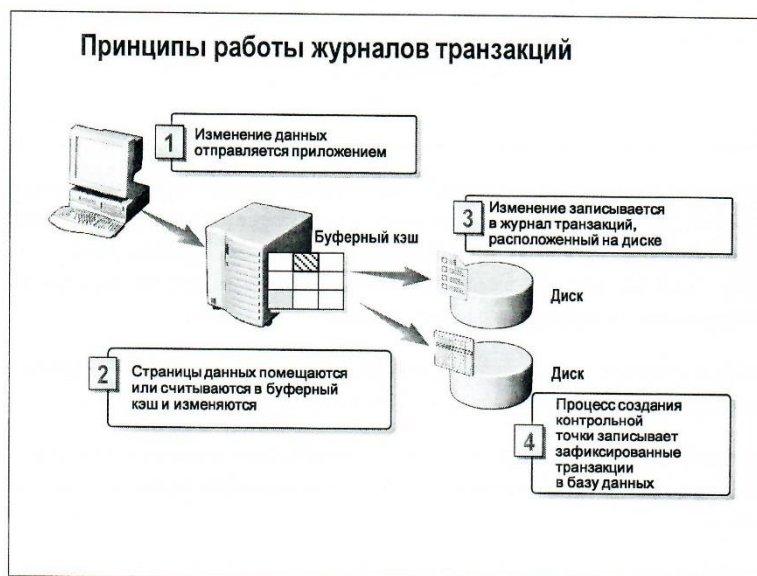 Принципы работы журналов транзакций
1
Изменение данных
отправляется приложением
3
Изменение записывается
в журнал транзакций,
расположенный на диске
Буферный кэш
Диск
2
Страницы данных помещаются
или считываются в буферный
кэш и изменяются
Диск
4
Процесс создания
контрольной
точки записывает
зафиксированные
транзакции
в базу данных